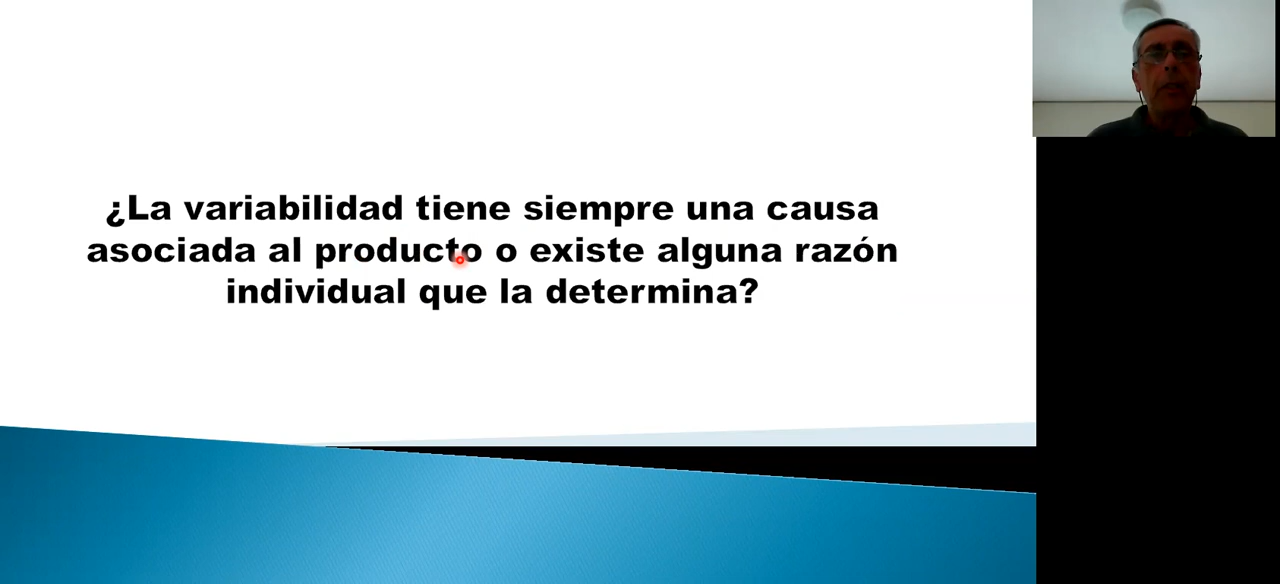 ¿La variabilidad tiene siempre una causa
asociada al producto o existe alguna razón
individual que la determina?